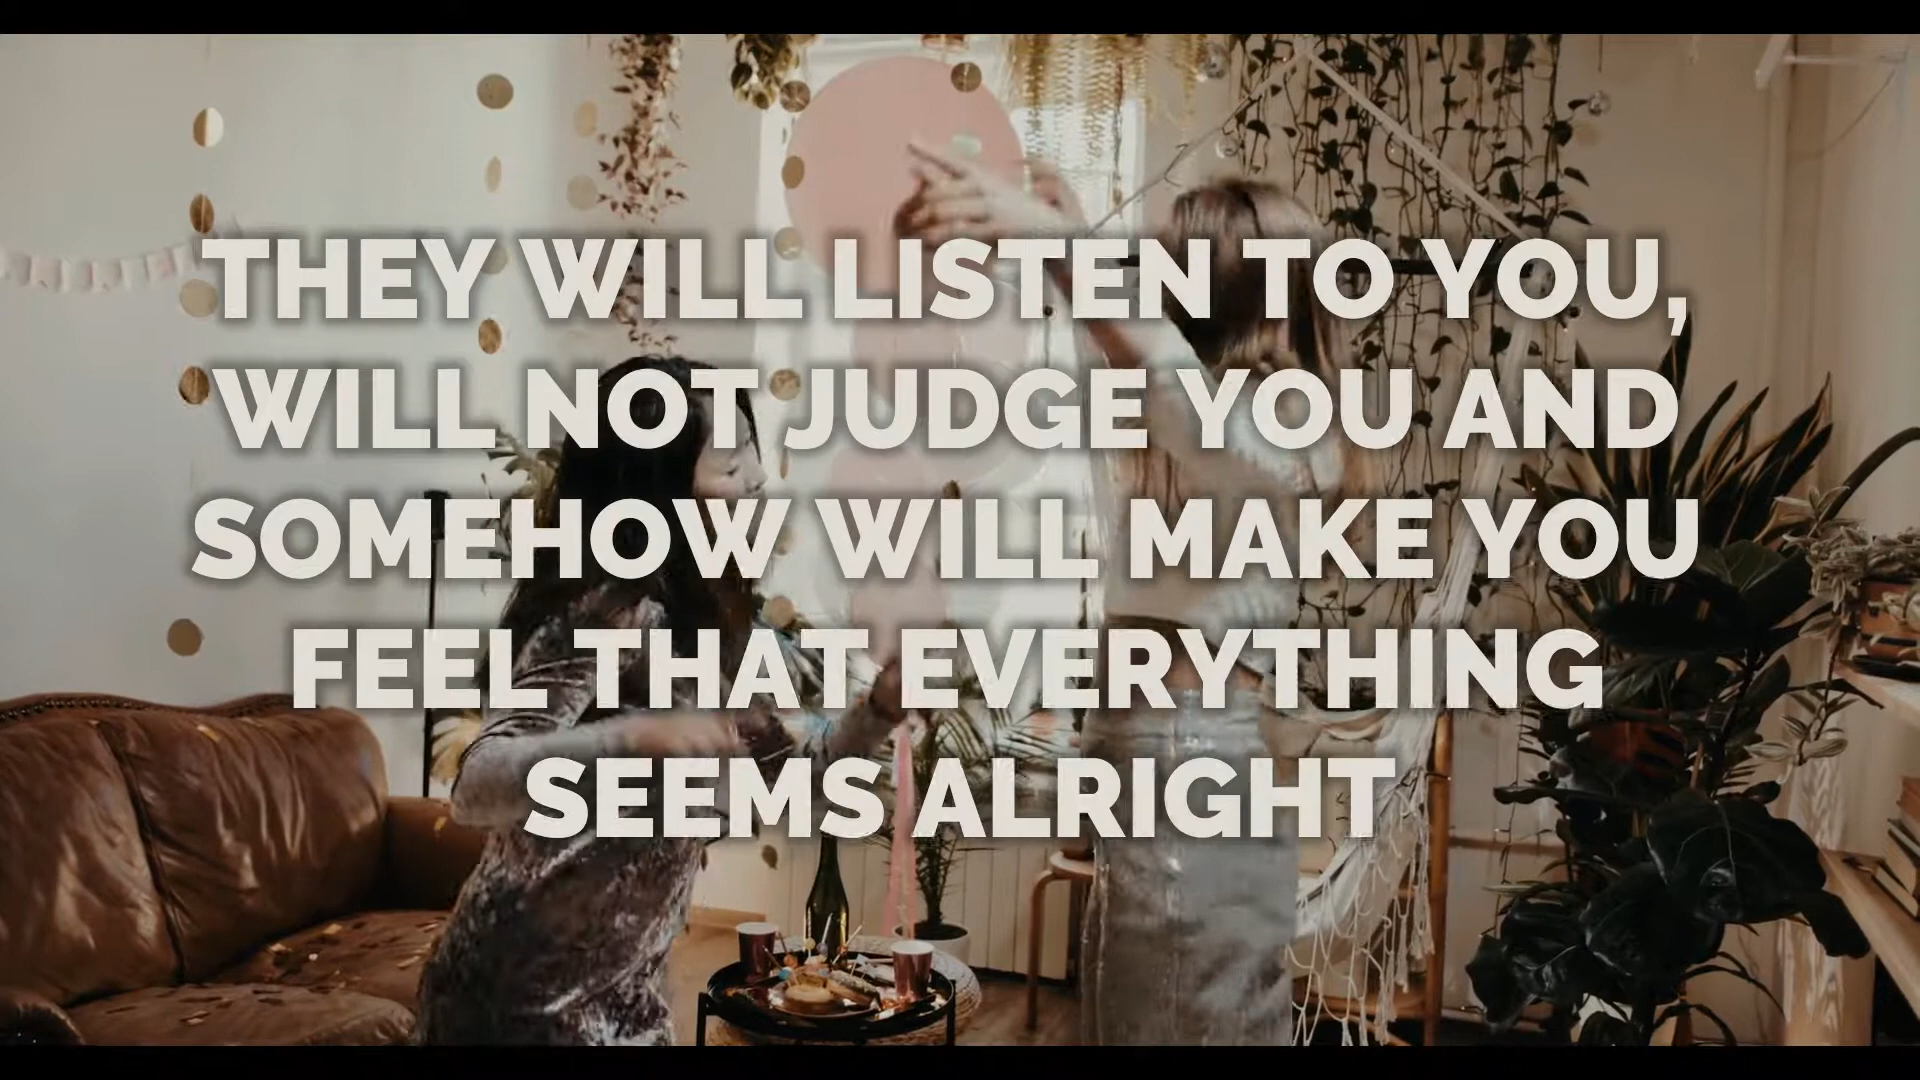 THEY WILL LISTEN TO YOU,
WILL NOT JUDGE YOU AND
SOMEHOW WILL MAKE YOU
FEEL THAT EVERYTHING
SEEMS ALRIGHT